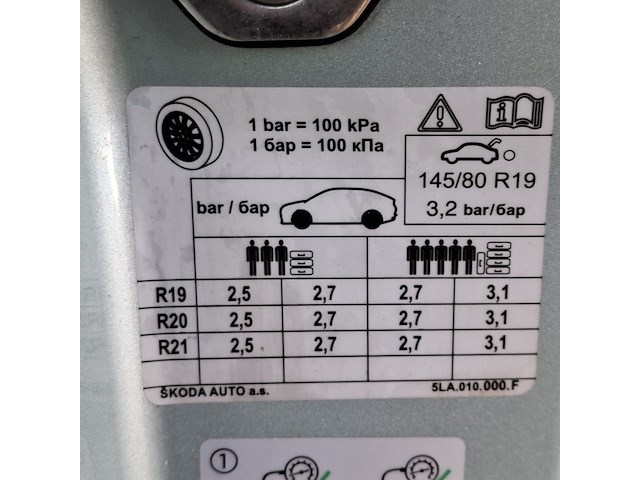 1 bar = 100 kPa
1 бар = 100 кПа
145/80 R19
3,2 bar/бар
bar / бар
R19 2,5 2,7 2,7 3,1
R20 2,5 2,7 2,7 3,1
R21 2,5 2,7 2,7 3,1
ŠKODA AUTO a.s. 5LA.010.000.F
1